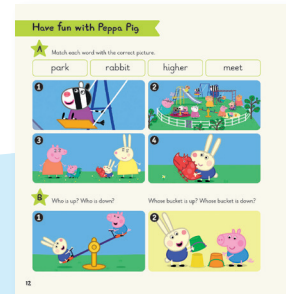 Have fun with Peppa Pig
A Match each word with the correct picture.
park rabbit higher meet
1 2
3 4
B Who is up? Who is down? Whose bucket is up? Whose bucket is down?
1 2
12